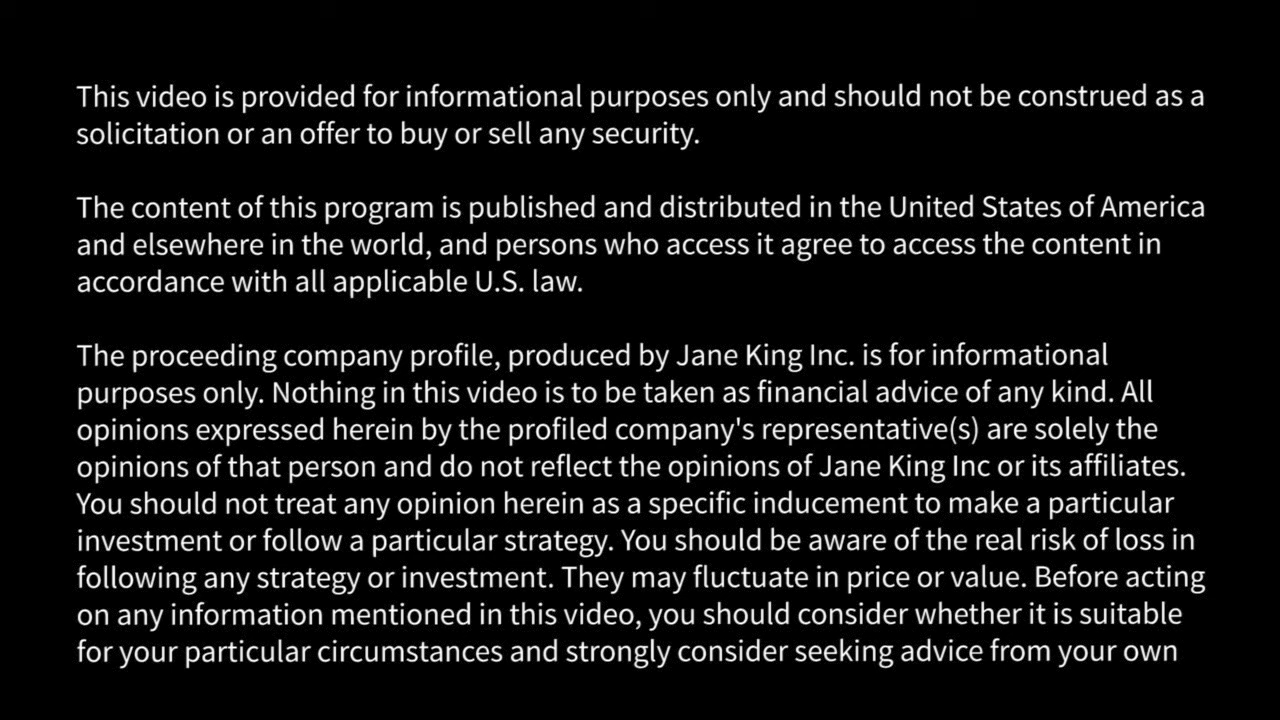 This video is provided for informational purposes only and should not be construed as a
solicitation or an offer to buy or sell any security.
The content of this program is published and distributed in the United States of America
and elsewhere in the world, and persons who access it agree to access the content in
accordance with all applicable U.S. law.
The proceeding company profile, produced by Jane King Inc. is for informational
purposes only. Nothing in this video is to be taken as financial advice of any kind. All
opinions expressed herein by the profiled company's representative(s) are solely the
opinions of that person and do not reflect the opinions of Jane King Inc or its affiliates.
You should not treat any opinion herein as a specific inducement to make a particular
investment or follow a particular strategy. You should be aware of the real risk of loss in
following any strategy or investment. They may fluctuate in price or value. Before acting
on any information mentioned in this video, you should consider whether it is suitable
for your particular circumstances and strongly consider seeking advice from your own